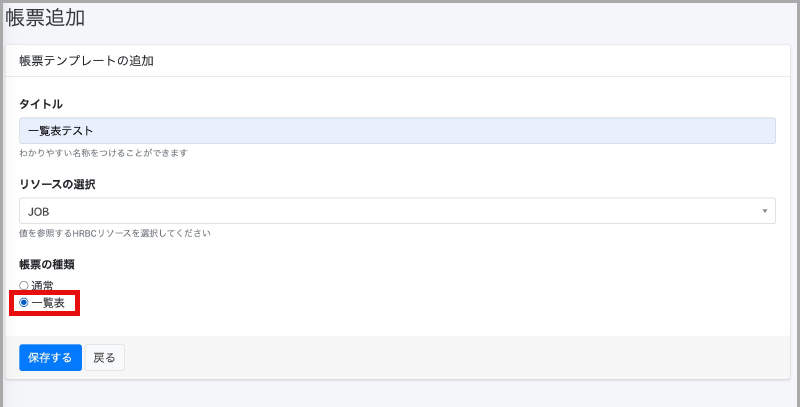 帳票追加
帳票テンプレートの追加
タイトル
一覧表テスト
わかりやすい名称をつけることができます
リソースの選択
JOB
値を参照するHRBCリソースを選択してください
帳票の種類
通常
一覧表
保存する 戻る